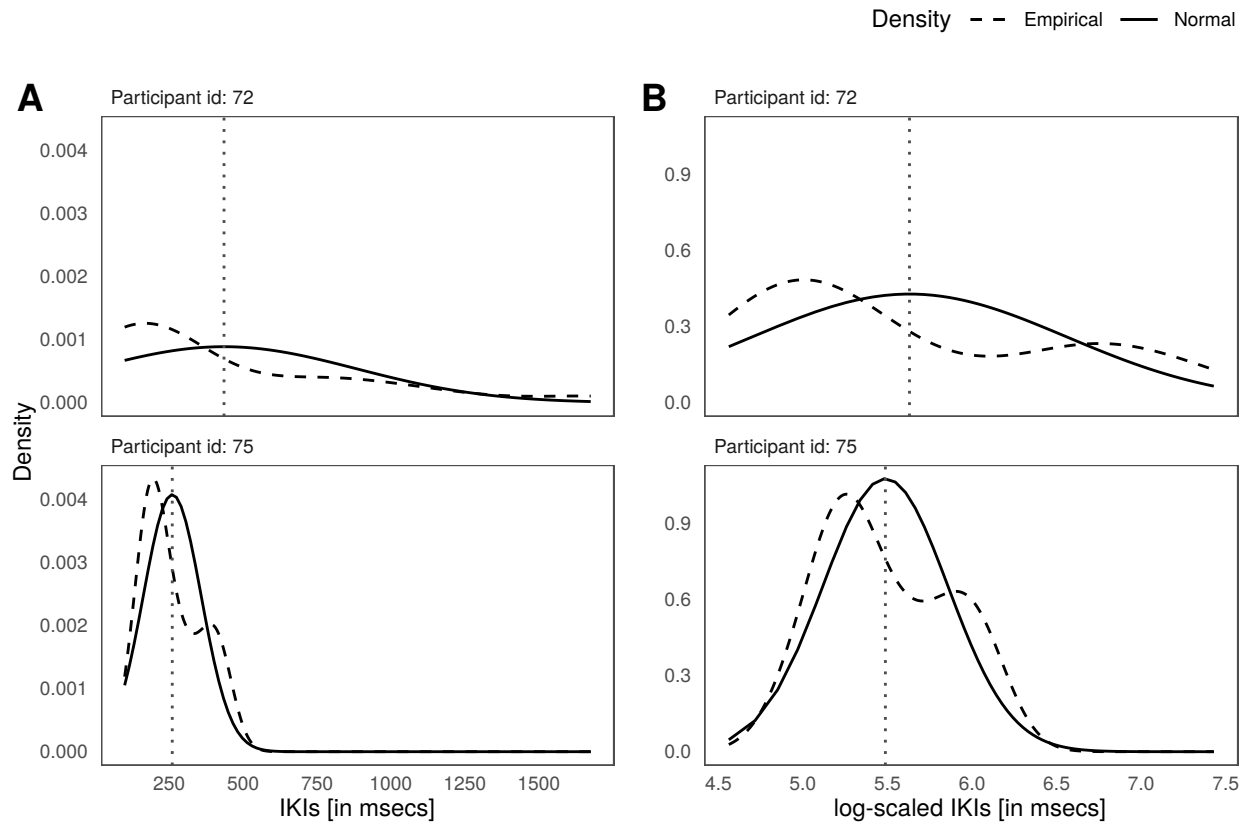 Density Empirical Normal
A
Participant id: 72
0.004
0.003
0.002
0.001
0.000
Participant id: 75
0.004
0.003
0.002
0.001
0.000
Density
250 500 750 1000 1250 1500
IKIs [in msecs]
B
Participant id: 72
0.9
0.6
0.3
0.0
Participant id: 75
0.9
0.6
0.3
0.0
4.5 5.0 5.5 6.0 6.5 7.0 7.5
log-scaled IKIs [in msecs]